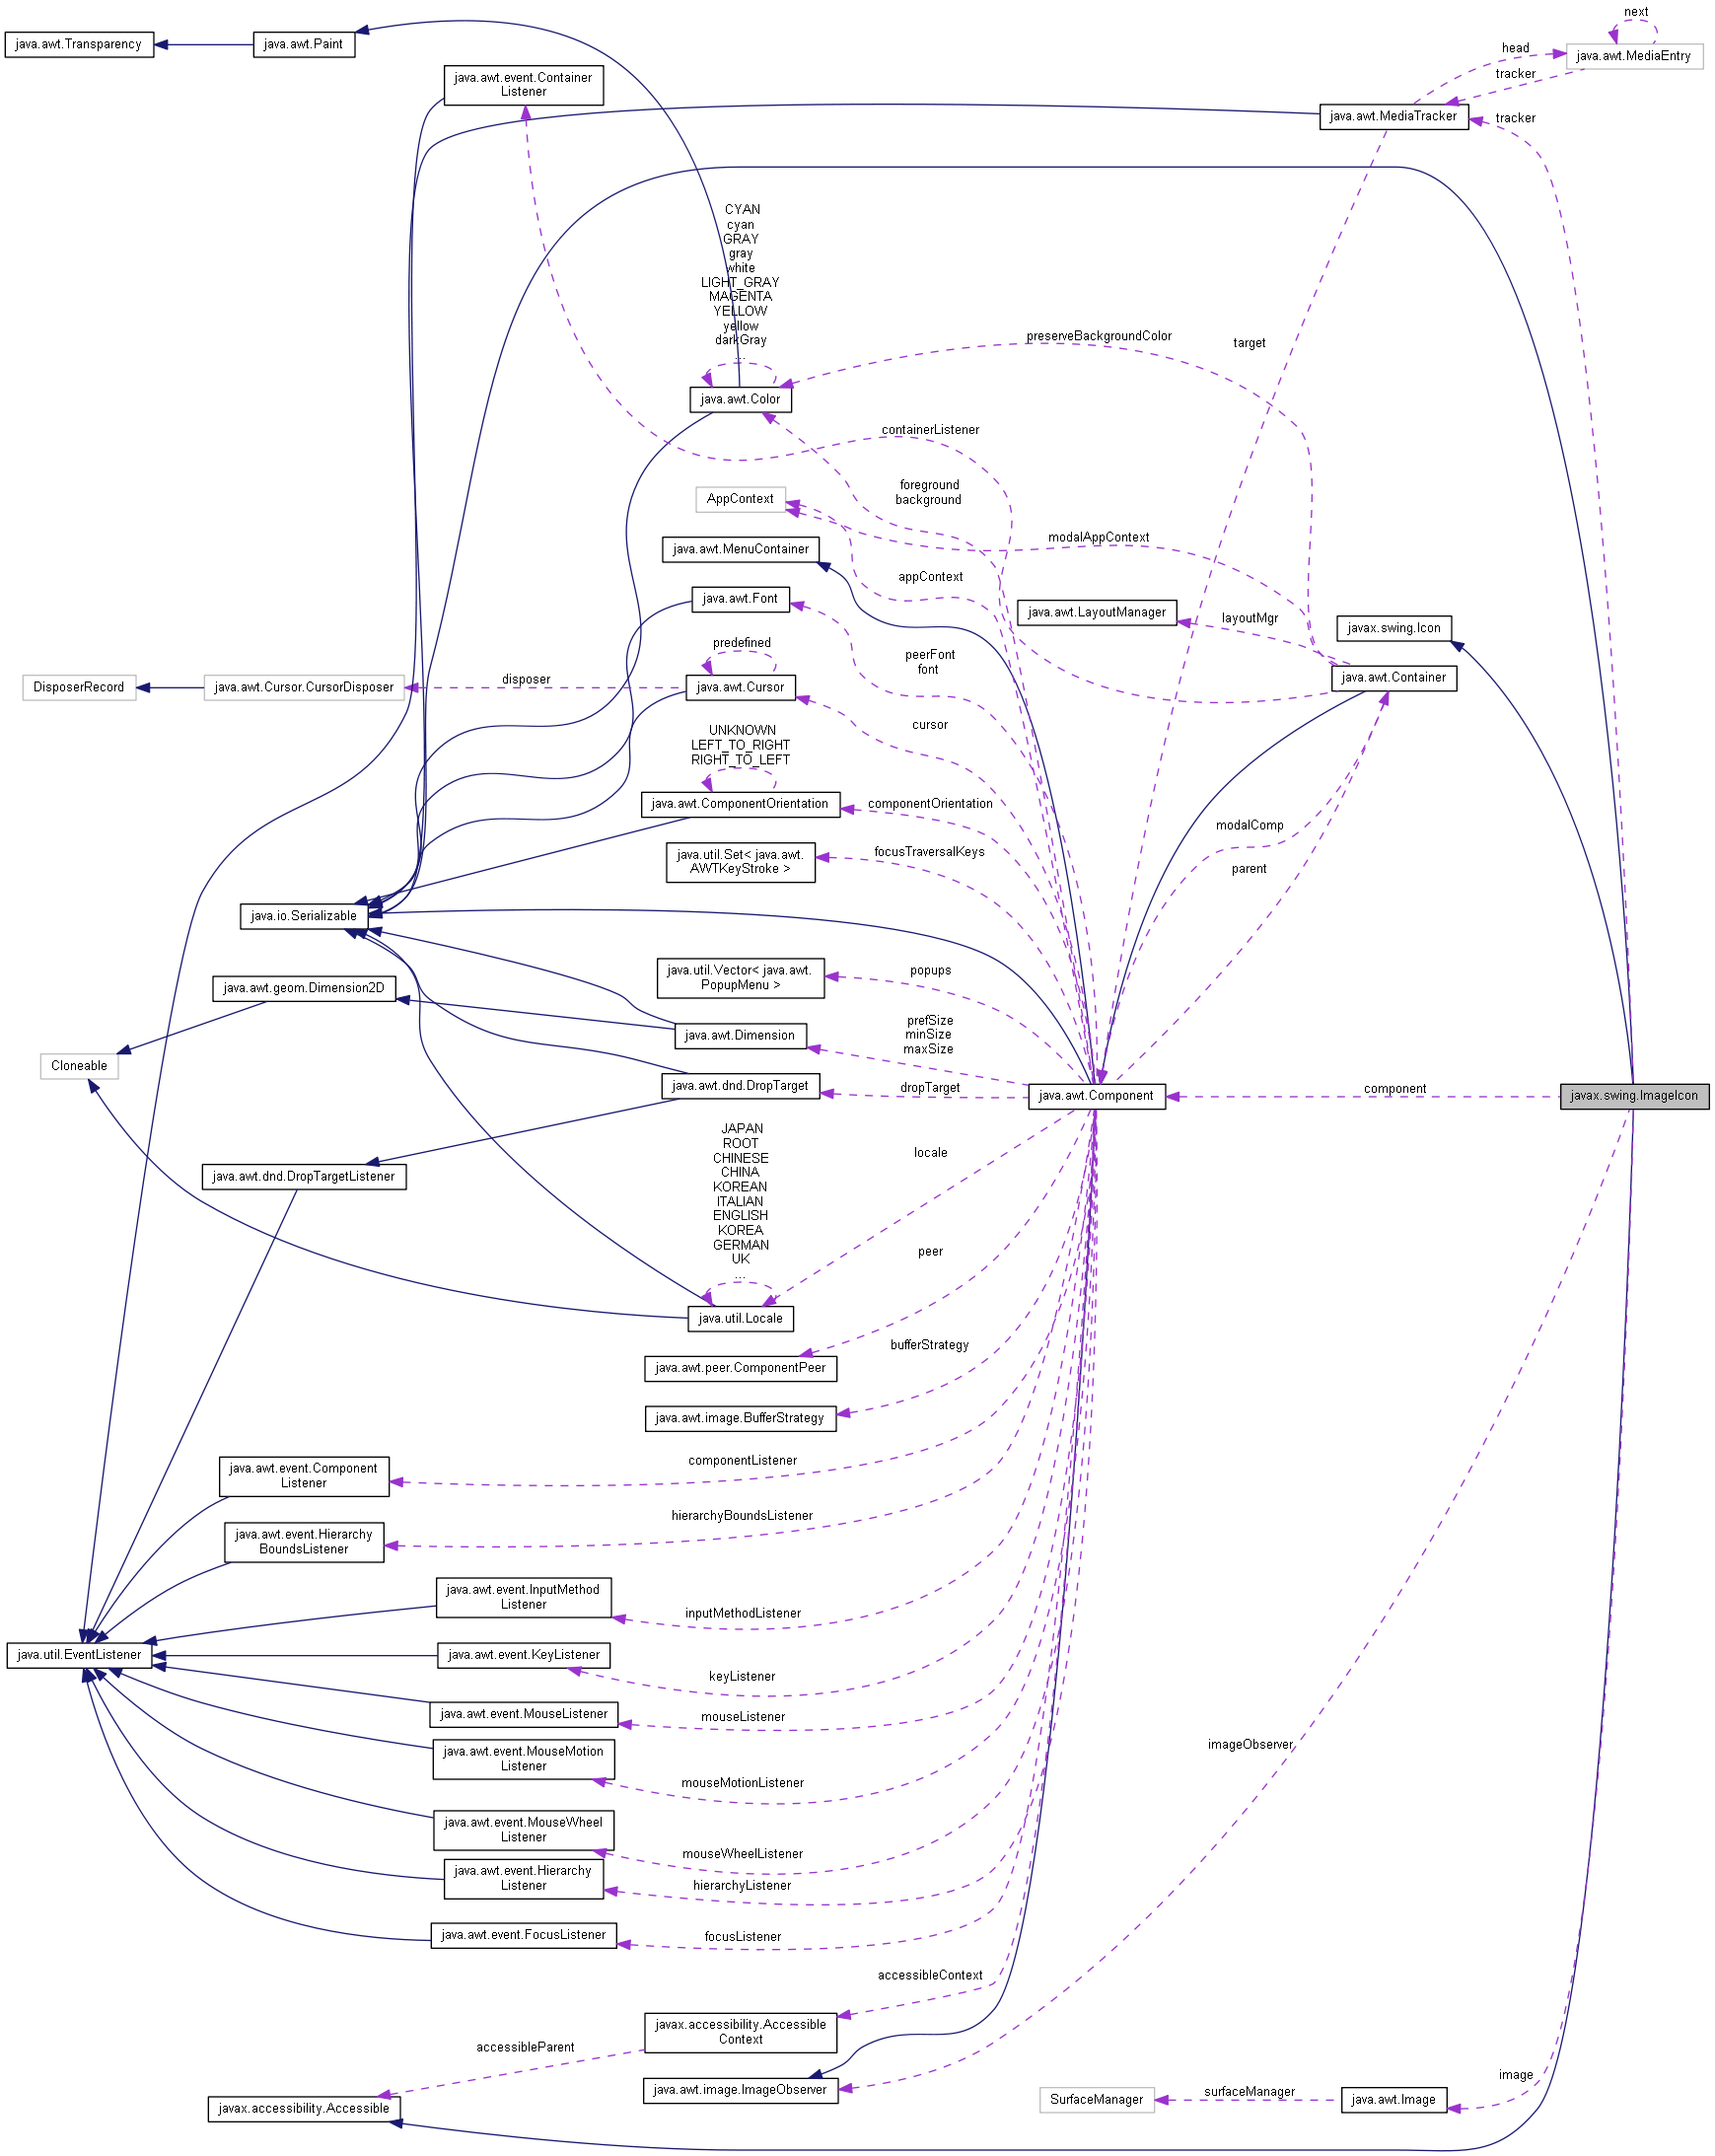 next
java.awt.Transparency
java.awt.Paint
head
java.awt.MediaEntry
java.awt.event.Container
Listener
tracker
java.awt.MediaTracker
tracker
CYAN
cyan
GRAY
gray
white
LIGHT_GRAY
MAGENTA
YELLOW
yellow
darkGray
...
preserveBackgroundColor
target
java.awt.Color
containerListener
foreground
background
AppContext
modalAppContext
java.awt.MenuContainer
appContext
java.awt.Font
java.awt.LayoutManager
layoutMgr
javax.swing.Icon
predefined
peerFont
font
DisposerRecord
java.awt.Cursor.CursorDisposer
disposer
java.awt.Cursor
java.awt.Container
cursor
UNKNOWN
LEFT_TO_RIGHT
RIGHT_TO_LEFT
java.awt.ComponentOrientation
componentOrientation
modalComp
java.util.Set< java.awt.
AWTKeyStroke >
focusTraversalKeys
parent
java.io.Serializable
java.util.Vector< java.awt.
PopupMenu >
popups
java.awt.geom.Dimension2D
java.awt.Dimension
prefSize
minSize
maxSize
Cloneable
java.awt.dnd.DropTarget
dropTarget
java.awt.Component
component
javax.swing.ImageIcon
JAPAN
ROOT
CHINESE
CHINA
KOREAN
ITALIAN
ENGLISH
KOREA
GERMAN
UK
...
locale
java.awt.dnd.DropTargetListener
peer
java.util.Locale
bufferStrategy
java.awt.peer.ComponentPeer
java.awt.image.BufferStrategy
java.awt.event.Component
Listener
componentListener
java.awt.event.Hierarchy
BoundsListener
hierarchyBoundsListener
java.awt.event.InputMethod
Listener
inputMethodListener
java.util.EventListener
java.awt.event.KeyListener
keyListener
java.awt.event.MouseListener
mouseListener
java.awt.event.MouseMotion
Listener
imageObserver
mouseMotionListener
java.awt.event.MouseWheel
Listener
mouseWheelListener
java.awt.event.Hierarchy
Listener
hierarchyListener
java.awt.event.FocusListener
focusListener
accessibleContext
javax.accessibility.Accessible
Context
accessibleParent
java.awt.image.ImageObserver
image
surfaceManager
SurfaceManager
java.awt.Image
javax.accessibility.Accessible